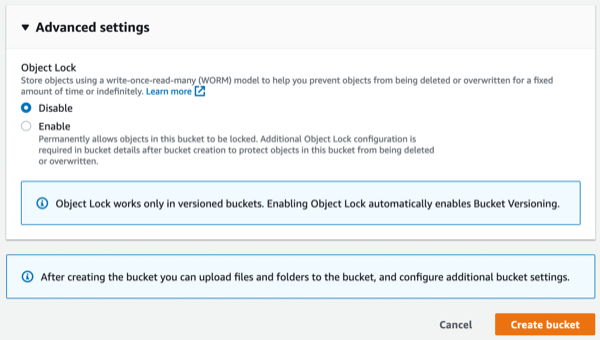 Advanced settings
Object Lock
Store objects using a write-once-read-many (WORM) model to help you prevent objects from being deleted or overwritten for a fixed
amount of time or indefinitely. Learn more
Disable
Enable
Permanently allows objects in this bucket to be locked. Additional Object Lock configuration is
required in bucket details after bucket creation to protect objects in this bucket from being deleted
or overwritten.
Object Lock works only in versioned buckets. Enabling Object Lock automatically enables Bucket Versioning.
After creating the bucket you can upload files and folders to the bucket, and configure additional bucket settings.
Cancel
Create bucket